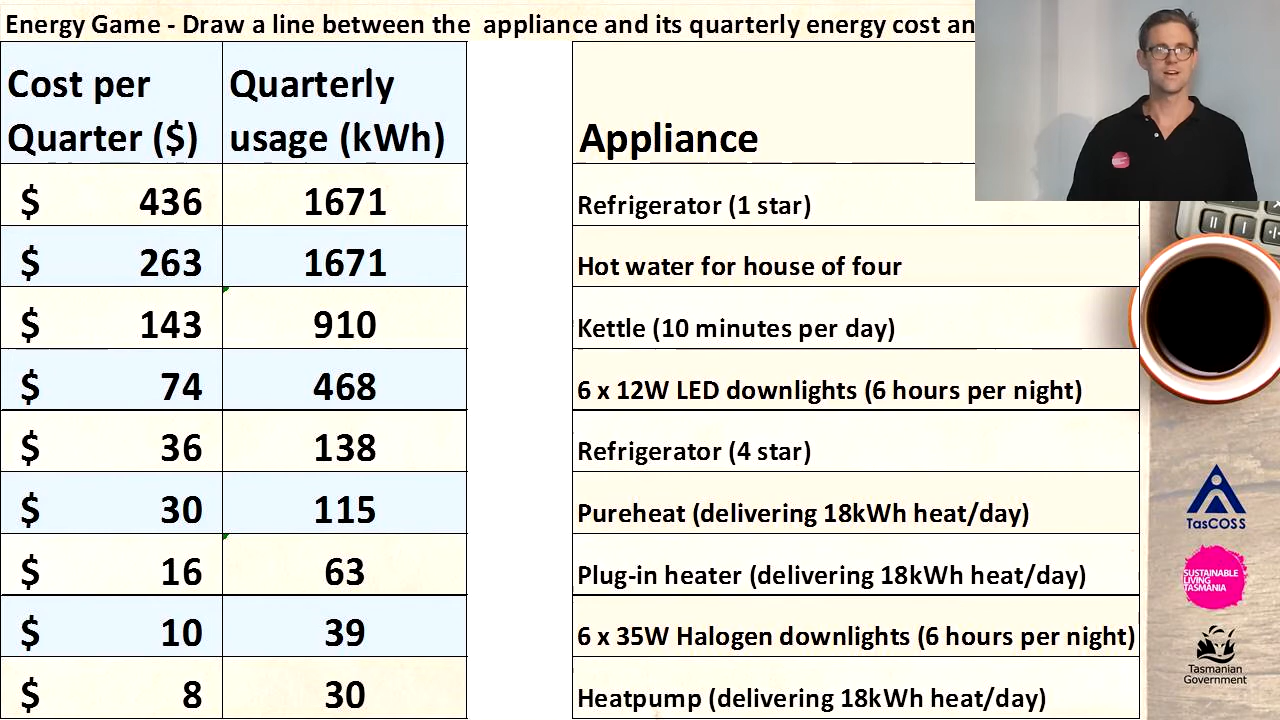 Energy Game - Draw a line between the appliance and its quarterly energy cost an
Cost per Quarter ($) Quarterly usage (kWh) Appliance
$ 436 1671 Refrigerator (1 star)
$ 263 1671 Hot water for house of four
$ 143 910 Kettle (10 minutes per day)
$ 74 468 6 x 12W LED downlights (6 hours per night)
$ 36 138 Refrigerator (4 star)
$ 30 115 Pureheat (delivering 18kWh heat/day)
$ 16 63 Plug-in heater (delivering 18kWh heat/day)
$ 10 39 6 x 35W Halogen downlights (6 hours per night)
$ 8 30 Heatpump (delivering 18kWh heat/day)
TasCOSS
SUSTAINABLE
LIVING
TASMANIA
Tasmanian
Government